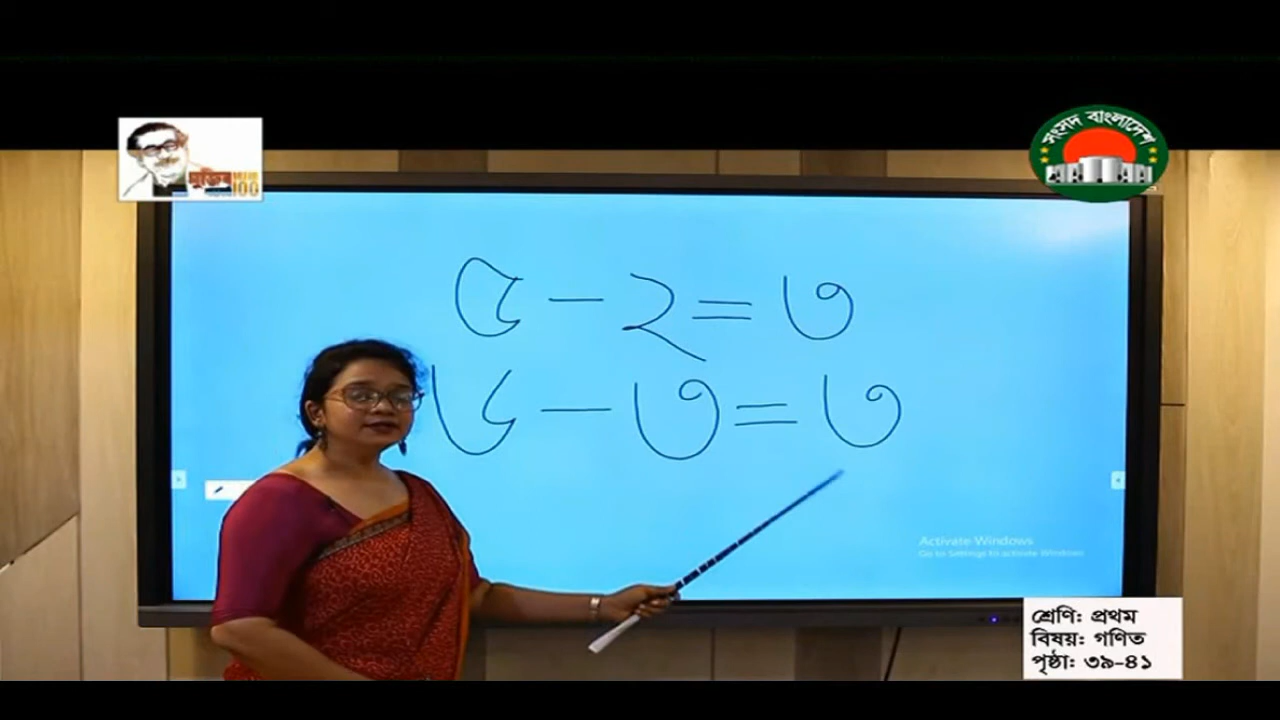 মুজিব
100
সংসদ বাংলাদেশ
৫ – ২ = ৩
৬ – ৩ = ৩
Activate Windows
Go to Settings to activate Windows
শ্রেণি: প্রথম
বিষয়: গণিত
পৃষ্ঠা: ৩৯-৪১